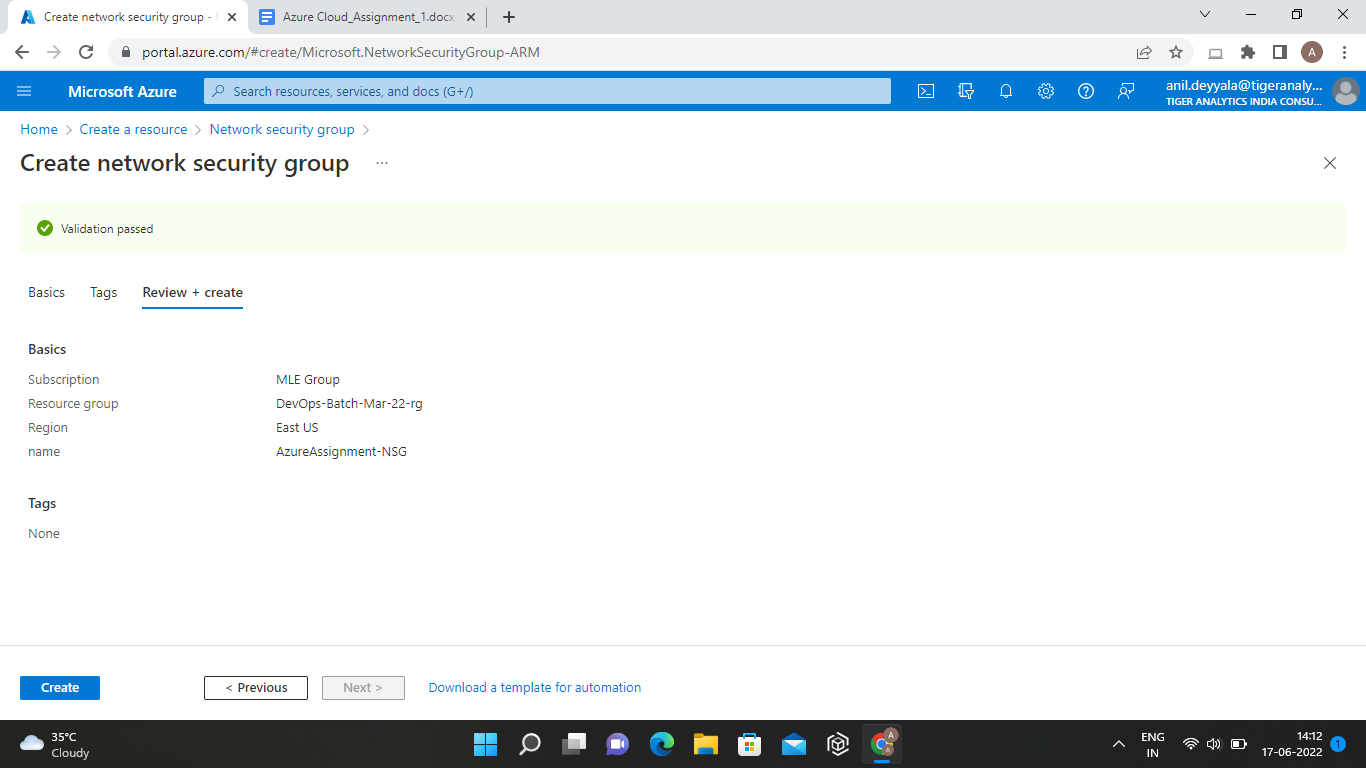 Create network security group -
Azure Cloud_Assignment_1.docx
portal.azure.com/#create/Microsoft.NetworkSecurityGroup-ARM
A
Microsoft Azure
Search resources, services, and docs (G+/)
anil.deyyala@tigeranaly...
TIGER ANALYTICS INDIA CONSU...
Home > Create a resource > Network security group >
Create network security group ...
Validation passed
Basics Tags Review + create
Basics
Subscription MLE Group
Resource group DevOps-Batch-Mar-22-rg
Region East US
name AzureAssignment-NSG
Tags
None
Create < Previous Next > Download a template for automation
35°C
Cloudy
A
A
ENG
IN
14:12
17-06-2022
1